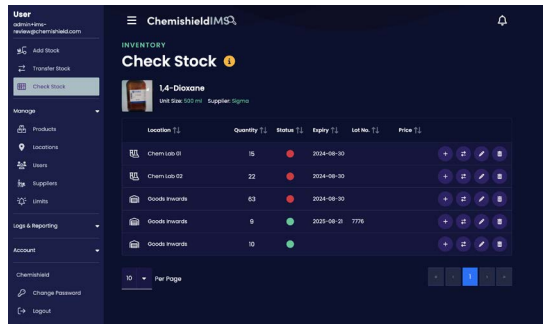 User
admin+ims-
review@chemishield.com
Add Stock
Transfer Stock
Check Stock
Manage
Products
Locations
Users
Suppliers
Limits
Logs & Reporting
Account
Chemishield
Change Password
Logout
ChemishieldIMS
INVENTORY
Check Stock
1,4-Dioxane
Unit Size: 500 ml Supplier: Sigma
Location Quantity Status Expiry Lot No. Price
Chem Lab 01 15 2024-08-30
Chem Lab 02 22 2024-08-30
Goods Inwards 63 2024-08-30
Goods Inwards 9 2025-08-21 7776
Goods Inwards 10
10 Per Page
1